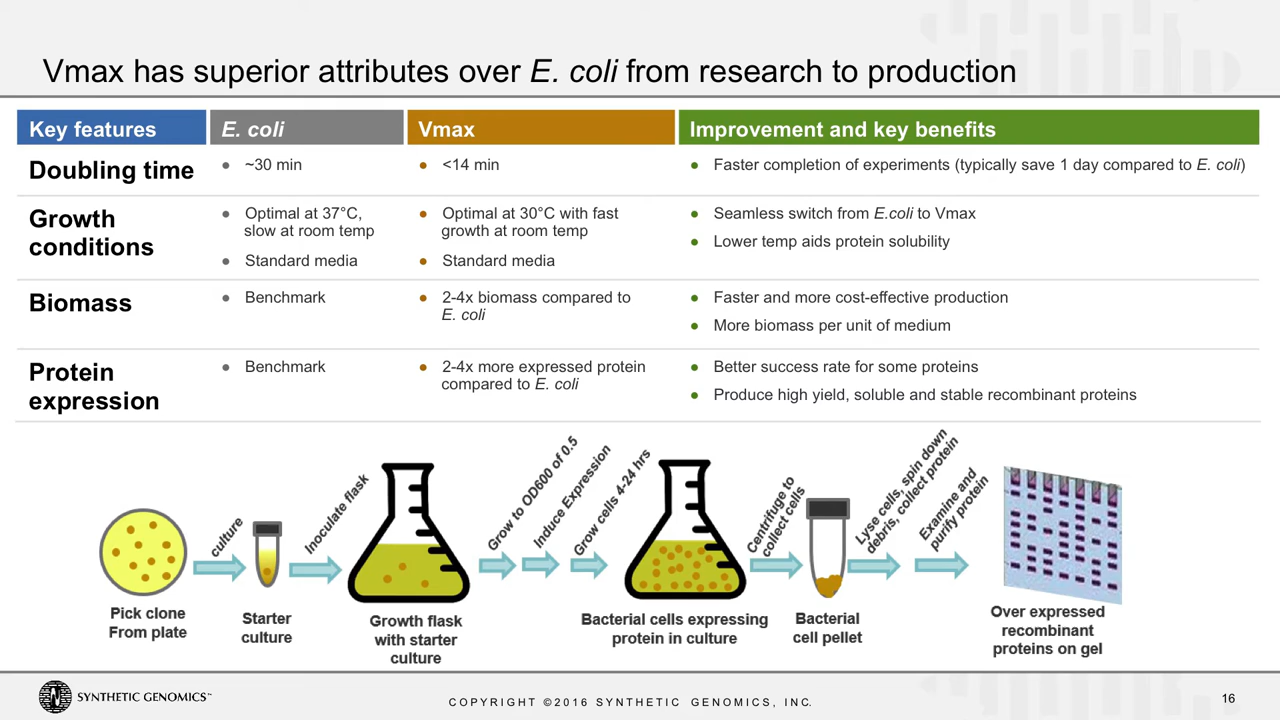 Vmax has superior attributes over E. coli from research to production
Key features
E. coli
Vmax
Improvement and key benefits
Doubling time
● ~30 min
● <14 min
● Faster completion of experiments (typically save 1 day compared to E. coli)
Growth
conditions
● Optimal at 37°C,
slow at room temp
● Standard media
● Optimal at 30°C with fast
growth at room temp
● Standard media
● Seamless switch from E.coli to Vmax
● Lower temp aids protein solubility
Biomass
● Benchmark
● 2-4x biomass compared to
E. coli
● Faster and more cost-effective production
● More biomass per unit of medium
Protein
expression
● Benchmark
● 2-4x more expressed protein
compared to E. coli
● Better success rate for some proteins
● Produce high yield, soluble and stable recombinant proteins
culture
Inoculate flask
Grow to OD600 of 0.5
Induce Expression
Grow cells 4-24 hrs
Centrifuge to
collect cells
Lyse cells, spin down
debris, collect protein
Examine and
purify protein
Pick clone
From plate
Starter
culture
Growth flask
with starter
culture
Bacterial cells expressing
protein in culture
Bacterial
cell pellet
Over expressed
recombinant
proteins on gel
SYNTHETIC GENOMICS™
COPYRIGHT ©2016 SYNTHETIC GENOMICS, INC.
16